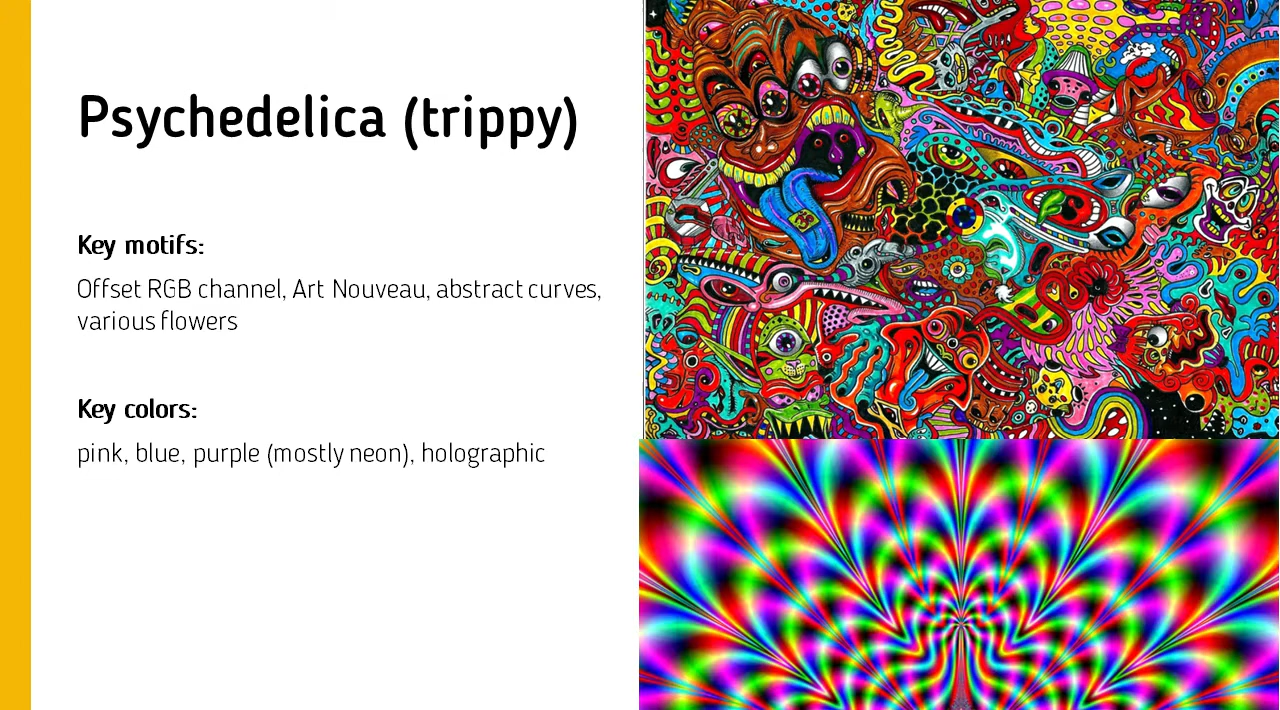 Psychedelica (trippy)
Key motifs:
Offset RGB channel, Art Nouveau, abstract curves,
various flowers
Key colors:
pink, blue, purple (mostly neon), holographic